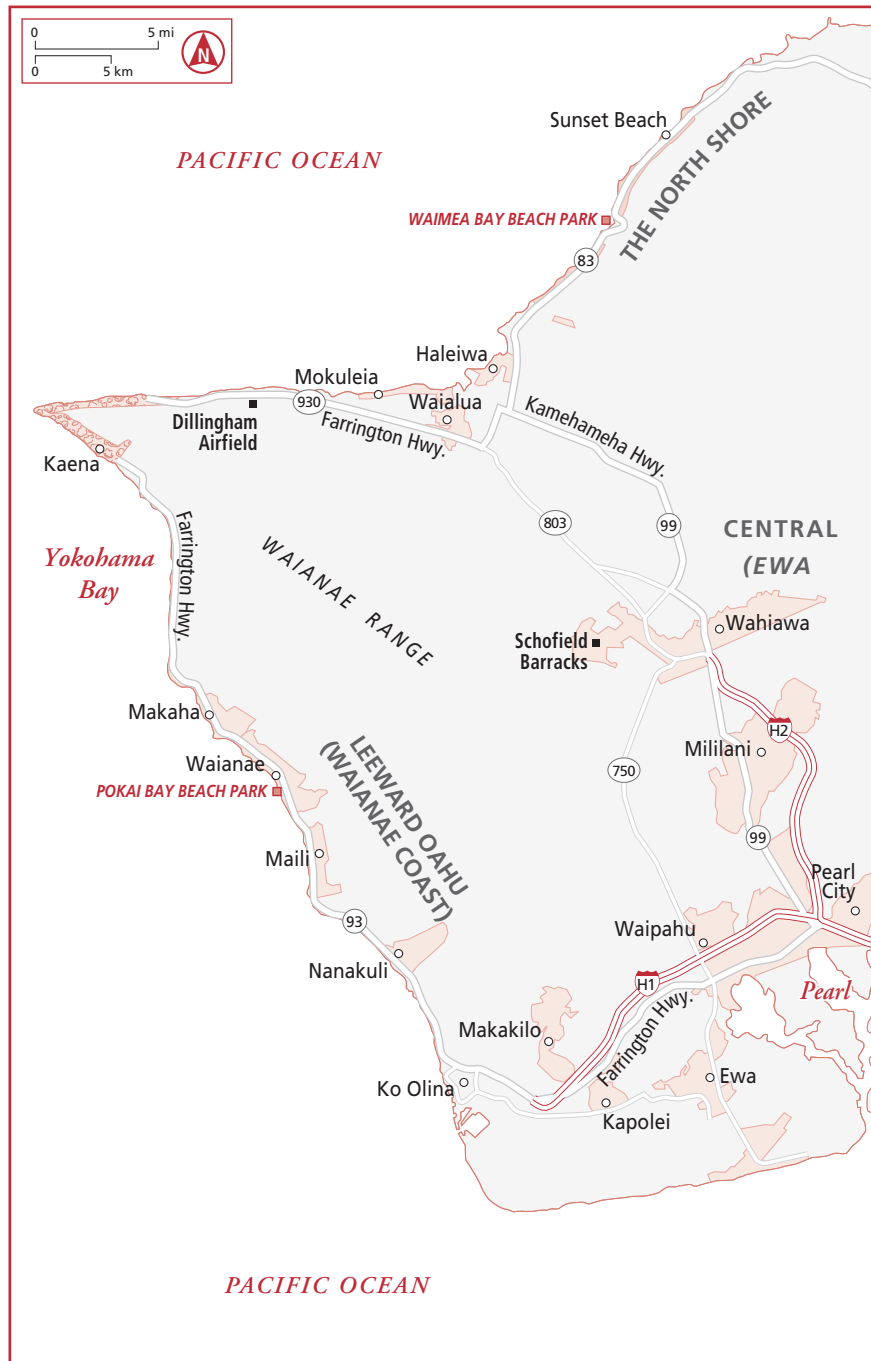 0 5 mi
N
0 5 km
Sunset Beach
PACIFIC OCEAN
THE NORTH SHORE
WAIMEA BAY BEACH PARK
83
Haleiwa
Mokuleia
930
Waialua
Dillingham
Airfield
Farrington Hwy.
Kamehameha Hwy.
Kaena
803
99
CENTRAL
(EWA
Yokohama
Bay
Farrington Hwy.
WAIANAE RANGE
Wahiawa
Schofield
Barracks
Makaha
H2
LEEWARD OAHU
(WAIANAE COAST)
Mililani
Waianae
750
POKAI BAY BEACH PARK
99
Maili
Pearl
City
93
Waipahu
Nanakuli
H1
Pearl
Farrington Hwy.
Makakilo
Ewa
Ko Olina
Kapolei
PACIFIC OCEAN